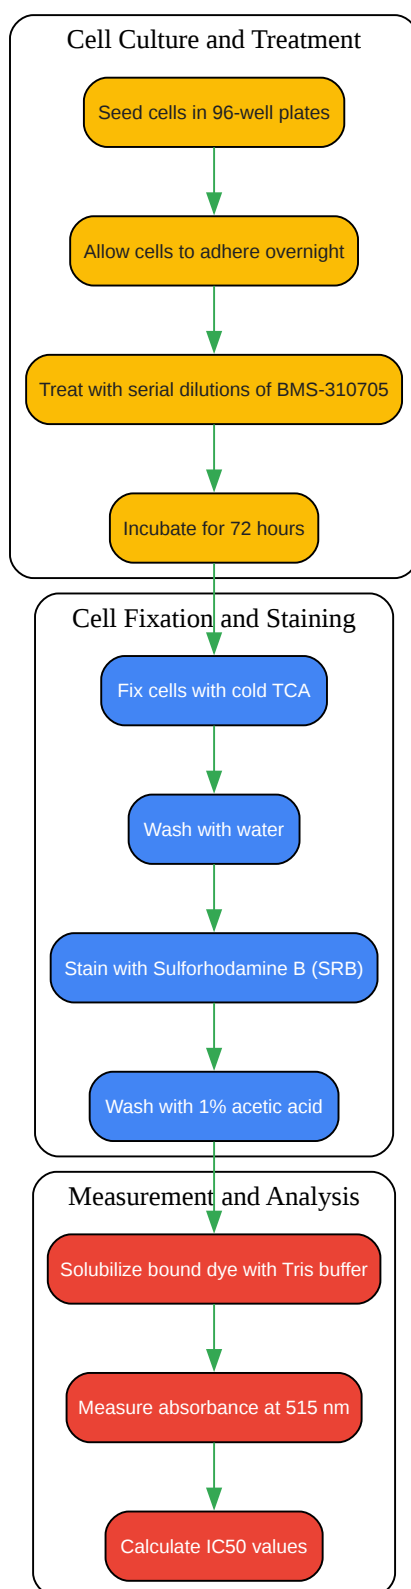 Cell Culture and Treatment
Seed cells in 96-well plates
Allow cells to adhere overnight
Treat with serial dilutions of BMS-310705
Incubate for 72 hours
Cell Fixation and Staining
Fix cells with cold TCA
Wash with water
Stain with Sulforhodamine B (SRB)
Wash with 1% acetic acid
Measurement and Analysis
Solubilize bound dye with Tris buffer
Measure absorbance at 515 nm
Calculate IC50 values